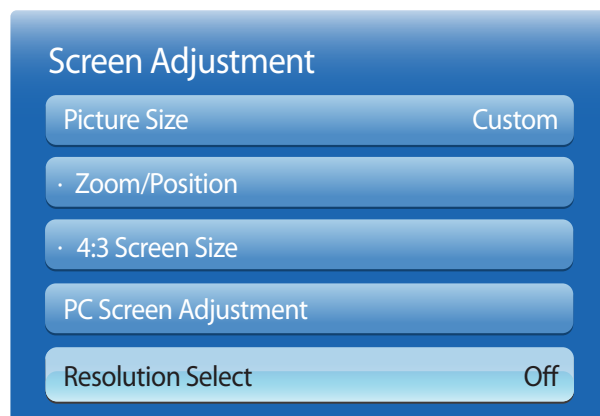 Screen Adjustment
Picture Size Custom
· Zoom/Position
· 4:3 Screen Size
PC Screen Adjustment
Resolution Select Off